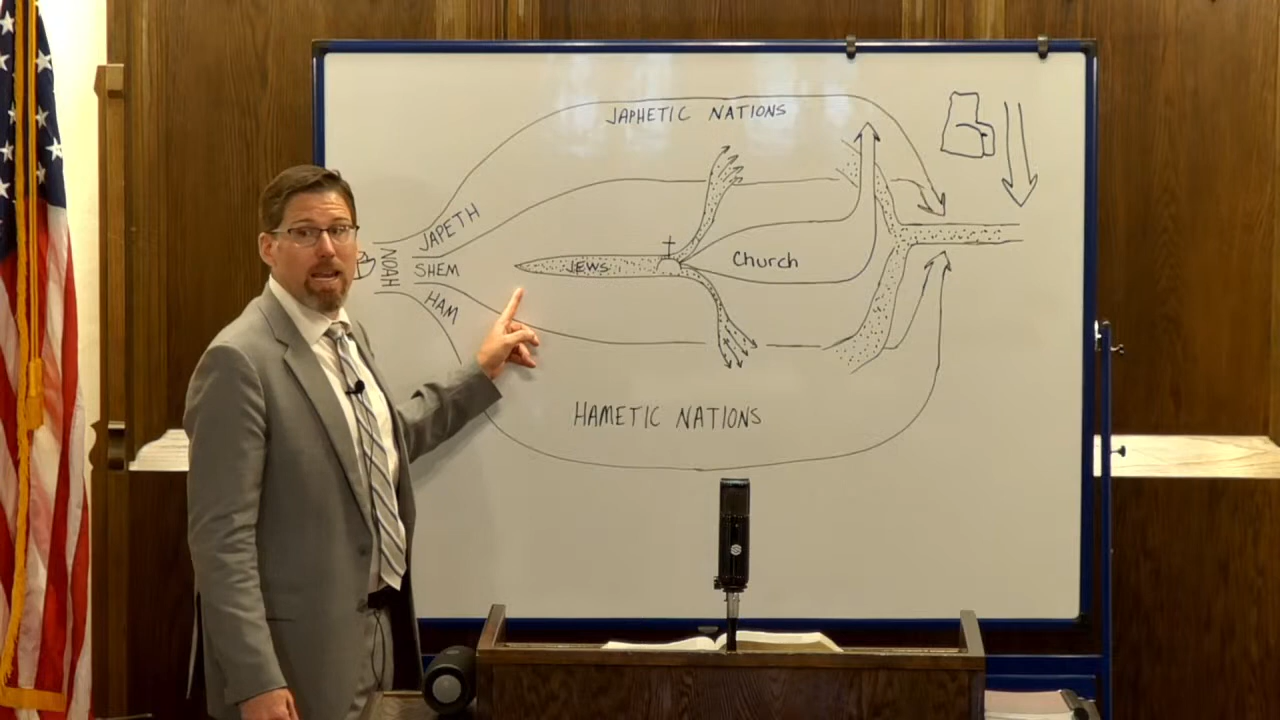 JAPHETIC NATIONS
JAPETH
NOAH
SHEM
HAM
JEWS
Church
HAMETIC NATIONS